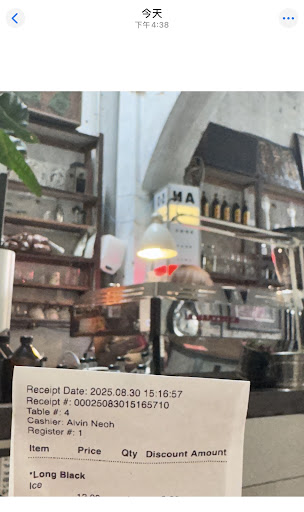 今天
下午4:38
Receipt Date: 2025.08.30 15:16:57
Receipt #: 00025083015165710
Table #: 4
Cashier: Alvin Neoh
Register #: 1
Item Price Qty Discount Amount
*Long Black
Ice